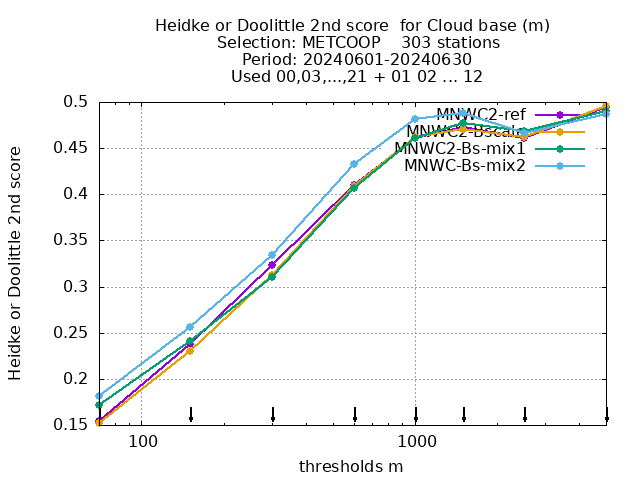 Heidke or Doolittle 2nd score  for Cloud base (m)
Selection: METCOOP    303 stations
Period: 20240601-20240630
Used 00,03,...,21 + 01 02 ... 12
Heidke or Doolittle 2nd score
0.5
0.45
0.4
0.35
0.3
0.25
0.2
0.15
MNWC2-ref
MNWC2-Bscale
MNWC2-Bs-mix1
MNWC-Bs-mix2
100
1000
thresholds m